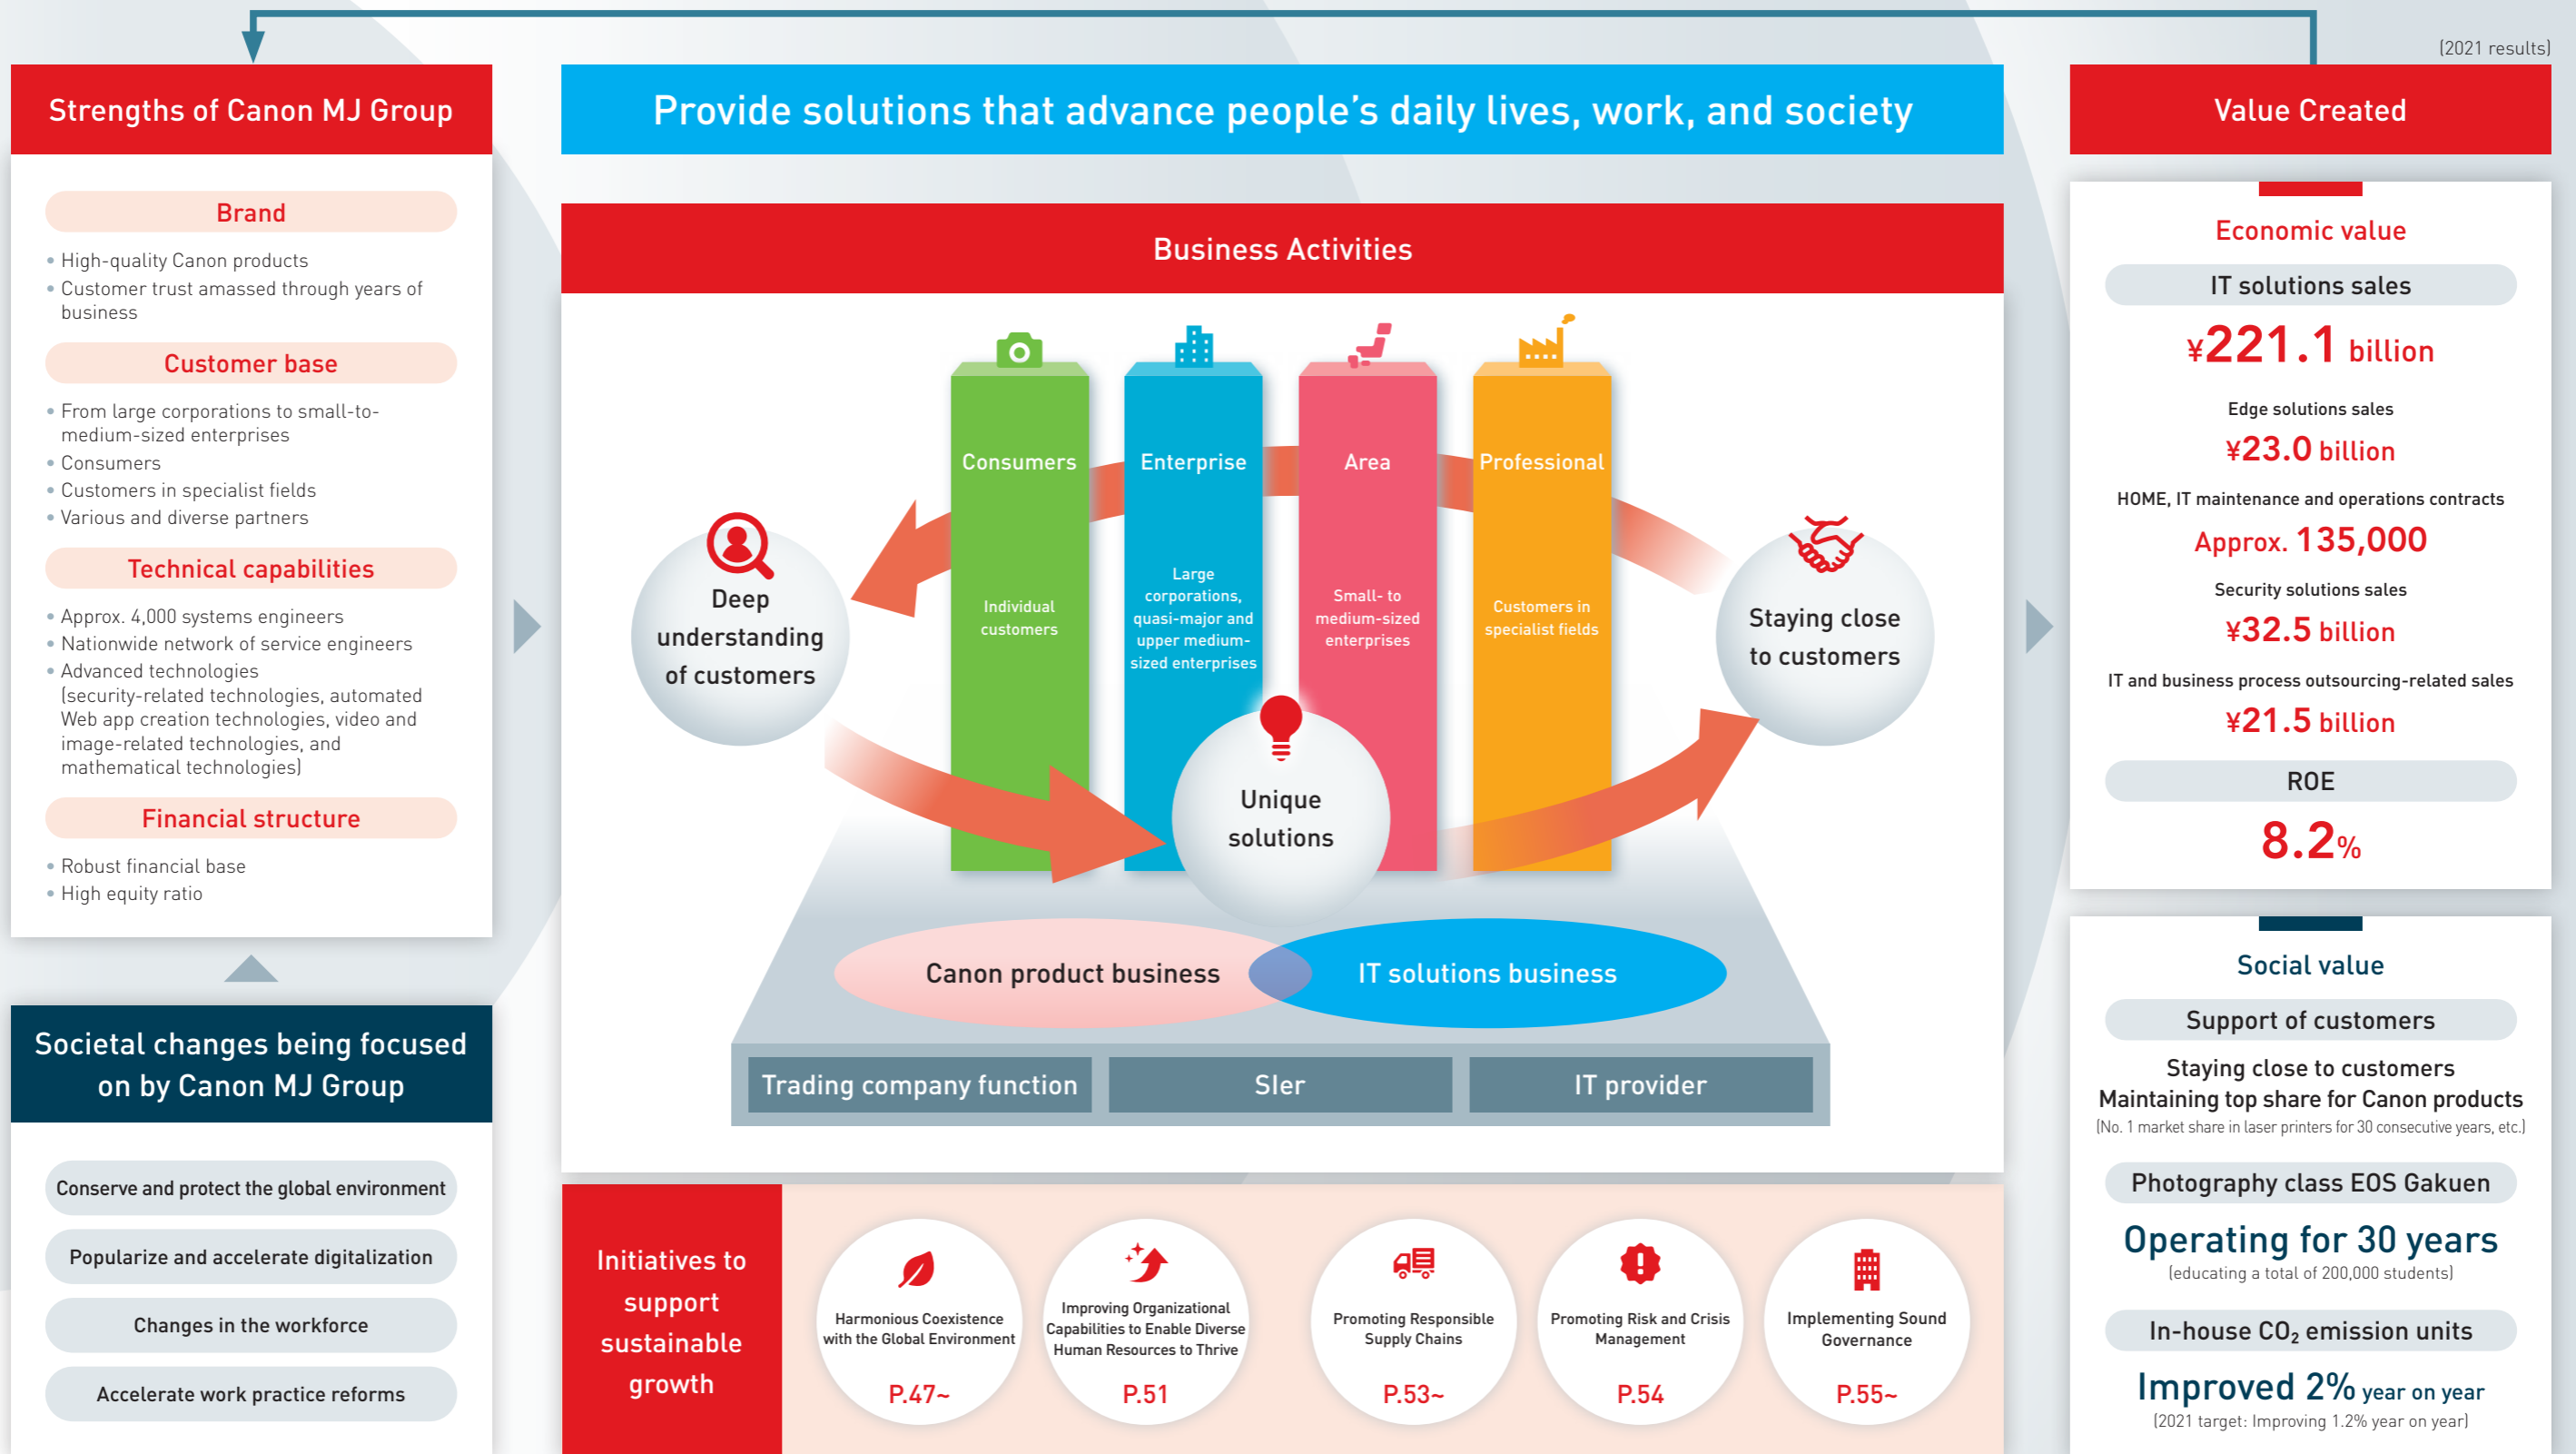 (2021 results)
Strengths of Canon MJ Group
Brand
• High-quality Canon products
• Customer trust amassed through years of
business
Customer base
• From large corporations to small-to-
medium-sized enterprises
• Consumers
• Customers in specialist fields
• Various and diverse partners
Technical capabilities
• Approx. 4,000 systems engineers
• Nationwide network of service engineers
• Advanced technologies
(security-related technologies, automated
Web app creation technologies, video and
image-related technologies, and
mathematical technologies)
Financial structure
• Robust financial base
• High equity ratio
Societal changes being focused
on by Canon MJ Group
Conserve and protect the global environment
Popularize and accelerate digitalization
Changes in the workforce
Accelerate work practice reforms
Provide solutions that advance people's daily lives, work, and society
Business Activities
Consumers
Individual
customers
Enterprise
Large
corporations,
quasi-major and
upper medium-
sized enterprises
Area
Small- to
medium-sized
enterprises
Professional
Customers in
specialist fields
Deep
understanding
of customers
Unique
solutions
Staying close
to customers
Canon product business
IT solutions business
Trading company function
SIer
IT provider
Initiatives to
support
sustainable
growth
Harmonious Coexistence
with the Global Environment
P.47~
Improving Organizational
Capabilities to Enable Diverse
Human Resources to Thrive
P.51
Promoting Responsible
Supply Chains
P.53~
Promoting Risk and Crisis
Management
P.54
Implementing Sound
Governance
P.55~
Value Created
Economic value
IT solutions sales
¥221.1 billion
Edge solutions sales
¥23.0 billion
HOME, IT maintenance and operations contracts
Approx. 135,000
Security solutions sales
¥32.5 billion
IT and business process outsourcing-related sales
¥21.5 billion
ROE
8.2%
Social value
Support of customers
Staying close to customers
Maintaining top share for Canon products
(No. 1 market share in laser printers for 30 consecutive years, etc.)
Photography class EOS Gakuen
Operating for 30 years
(educating a total of 200,000 students)
In-house CO₂ emission units
Improved 2% year on year
(2021 target: Improving 1.2% year on year)